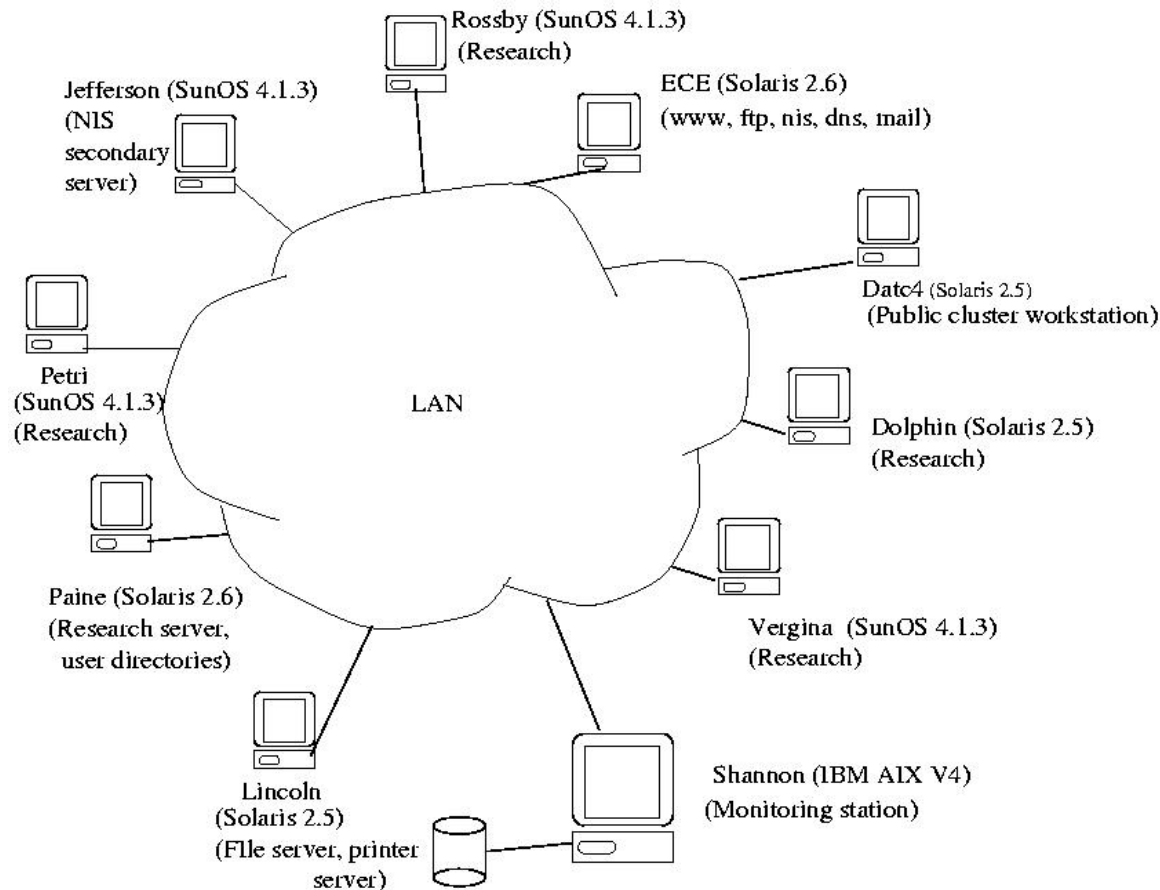 Rossby (SunOS 4.1.3)
(Research)
ECE (Solaris 2.6)
(www, ftp, nis, dns, mail)
Jefferson (SunOS 4.1.3)
(NIS
secondary
server)
Datc4 (Solaris 2.5)
(Public cluster workstation)
Petri
(SunOS 4.1.3)
(Research)
LAN
Dolphin (Solaris 2.5)
(Research)
Paine (Solaris 2.6)
(Research server,
user directories)
Vergina (SunOS 4.1.3)
(Research)
Lincoln
(Solaris 2.5)
(FIle server, printer
server)
Shannon (IBM AIX V4)
(Monitoring station)